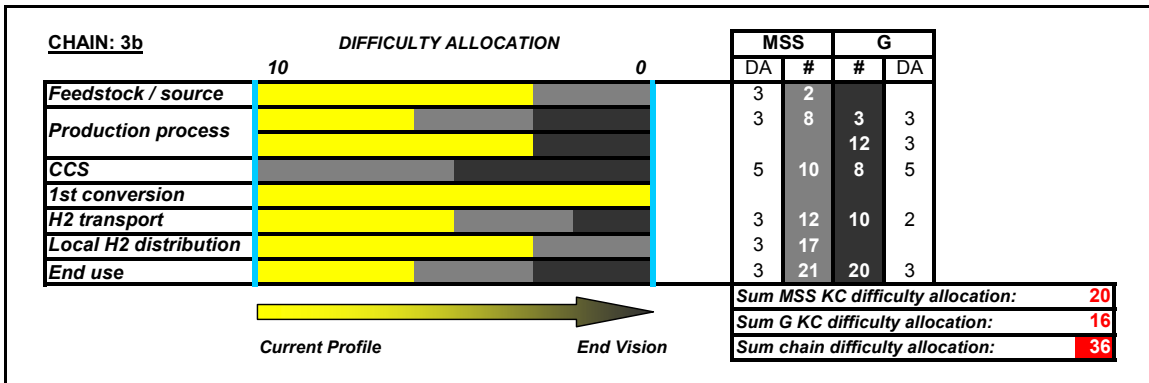 CHAIN: 3b DIFFICULTY ALLOCATION MSS G
10 0 DA # # DA
Feedstock / source 3 2
Production process 3 8 3 3
12 3
CCS 5 10 8 5
1st conversion
H2 transport 3 12 10 2
Local H2 distribution 3 17
End use 3 21 20 3
Sum MSS KC difficulty allocation: 20
Sum G KC difficulty allocation: 16
Current Profile End Vision Sum chain difficulty allocation: 36